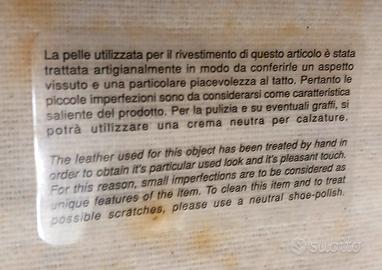 La pelle utilizzata per il rivestimento di questo articolo è stata
trattata artigianalmente in modo da conferirle un aspetto
vissuto e una particolare piacevolezza al tatto. Pertanto le
piccole imperfezioni sono da considerarsi come caratteristica
saliente del prodotto. Per la pulizia e su eventuali graffi, si
potrà utilizzare una crema neutra per calzature.
The leather used for this object has been treated by hand in
order to obtain it's particular used look and it's pleasant touch.
For this reason, small imperfections are to be considered as
unique features of the item. To clean this item and to treat
possible scratches, please use a neutral shoe-polish.
subito